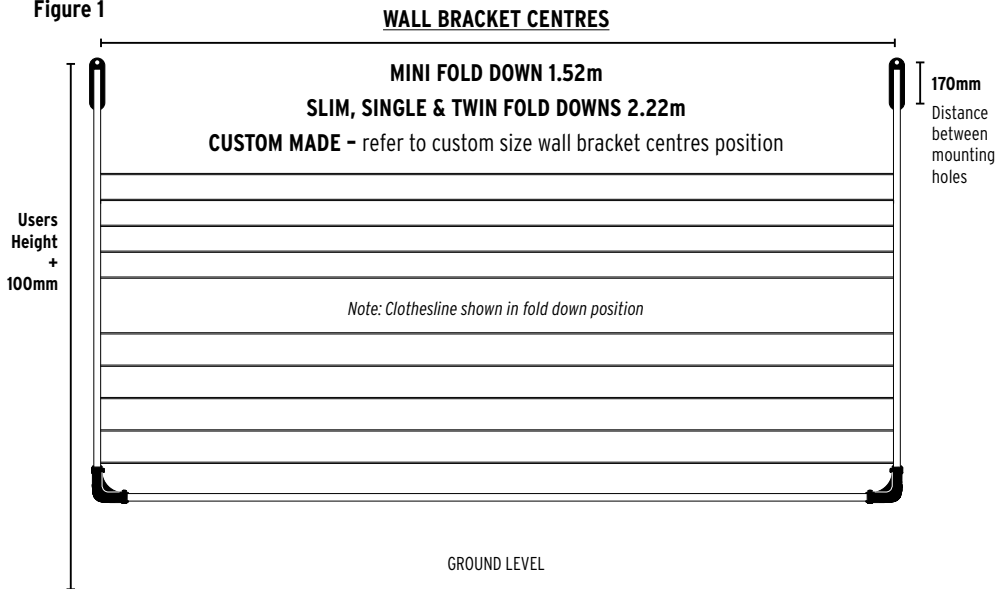 Figure 1
WALL BRACKET CENTRES
MINI FOLD DOWN 1.52m
SLIM, SINGLE & TWIN FOLD DOWNS 2.22m
CUSTOM MADE – refer to custom size wall bracket centres position
170mm
Distance
between
mounting
holes
Users
Height
+
100mm
Note: Clothesline shown in fold down position
GROUND LEVEL